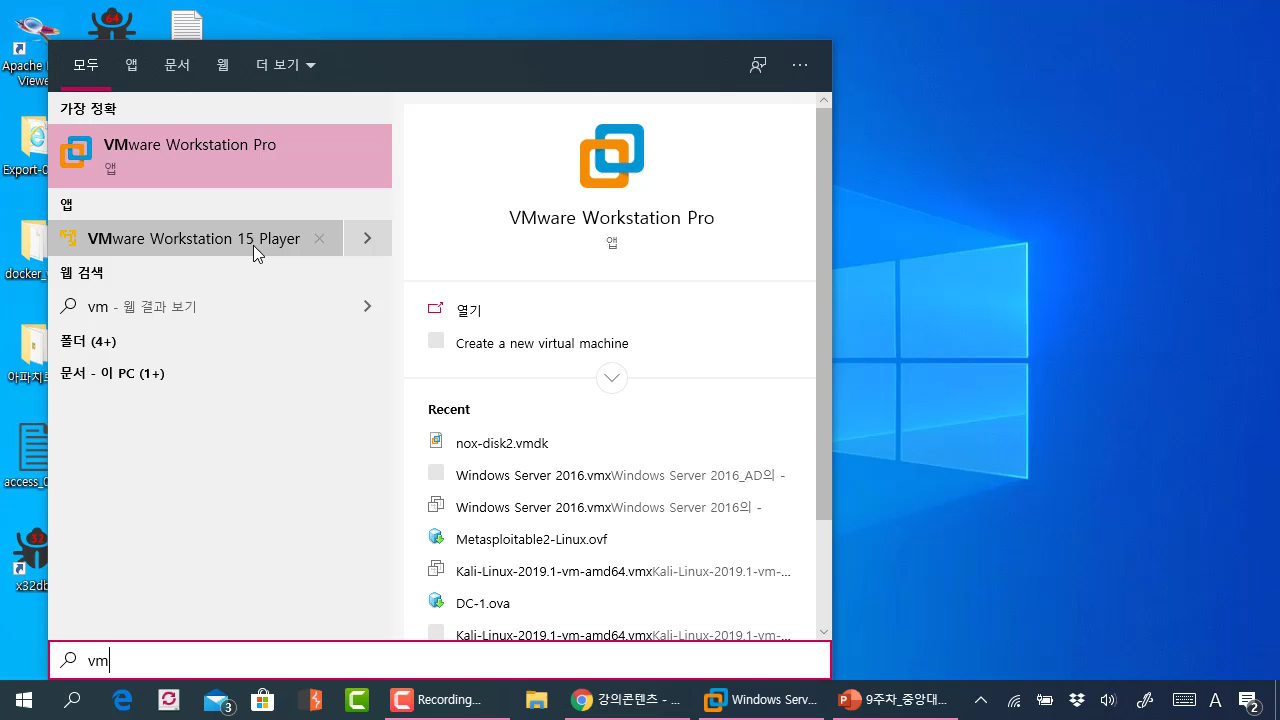 64
Apache
Viewe
Export-0
docker_
아파치로
access_0
32
x32db
모두
앱
문서
웹
더 보기
가장 정확
VMware Workstation Pro
앱
앱
VMware Workstation 15 Player
웹 검색
vm - 웹 결과 보기
폴더 (4+)
문서 - 이 PC (1+)
VMware Workstation Pro
앱
열기
Create a new virtual machine
Recent
nox-disk2.vmdk
Windows Server 2016.vmxWindows Server 2016_AD의 -
Windows Server 2016.vmxWindows Server 2016의 -
Metasploitable2-Linux.ovf
Kali-Linux-2019.1-vm-amd64.vmxKali-Linux-2019.1-vm-...
DC-1.ova
Kali-Linux-2019.1-vm-amd64.vmxKali-Linux-2019.1-vm-...
vm
3
Recording...
강의콘텐츠 - ...
Windows Serv...
9주차_중앙대...
A
2